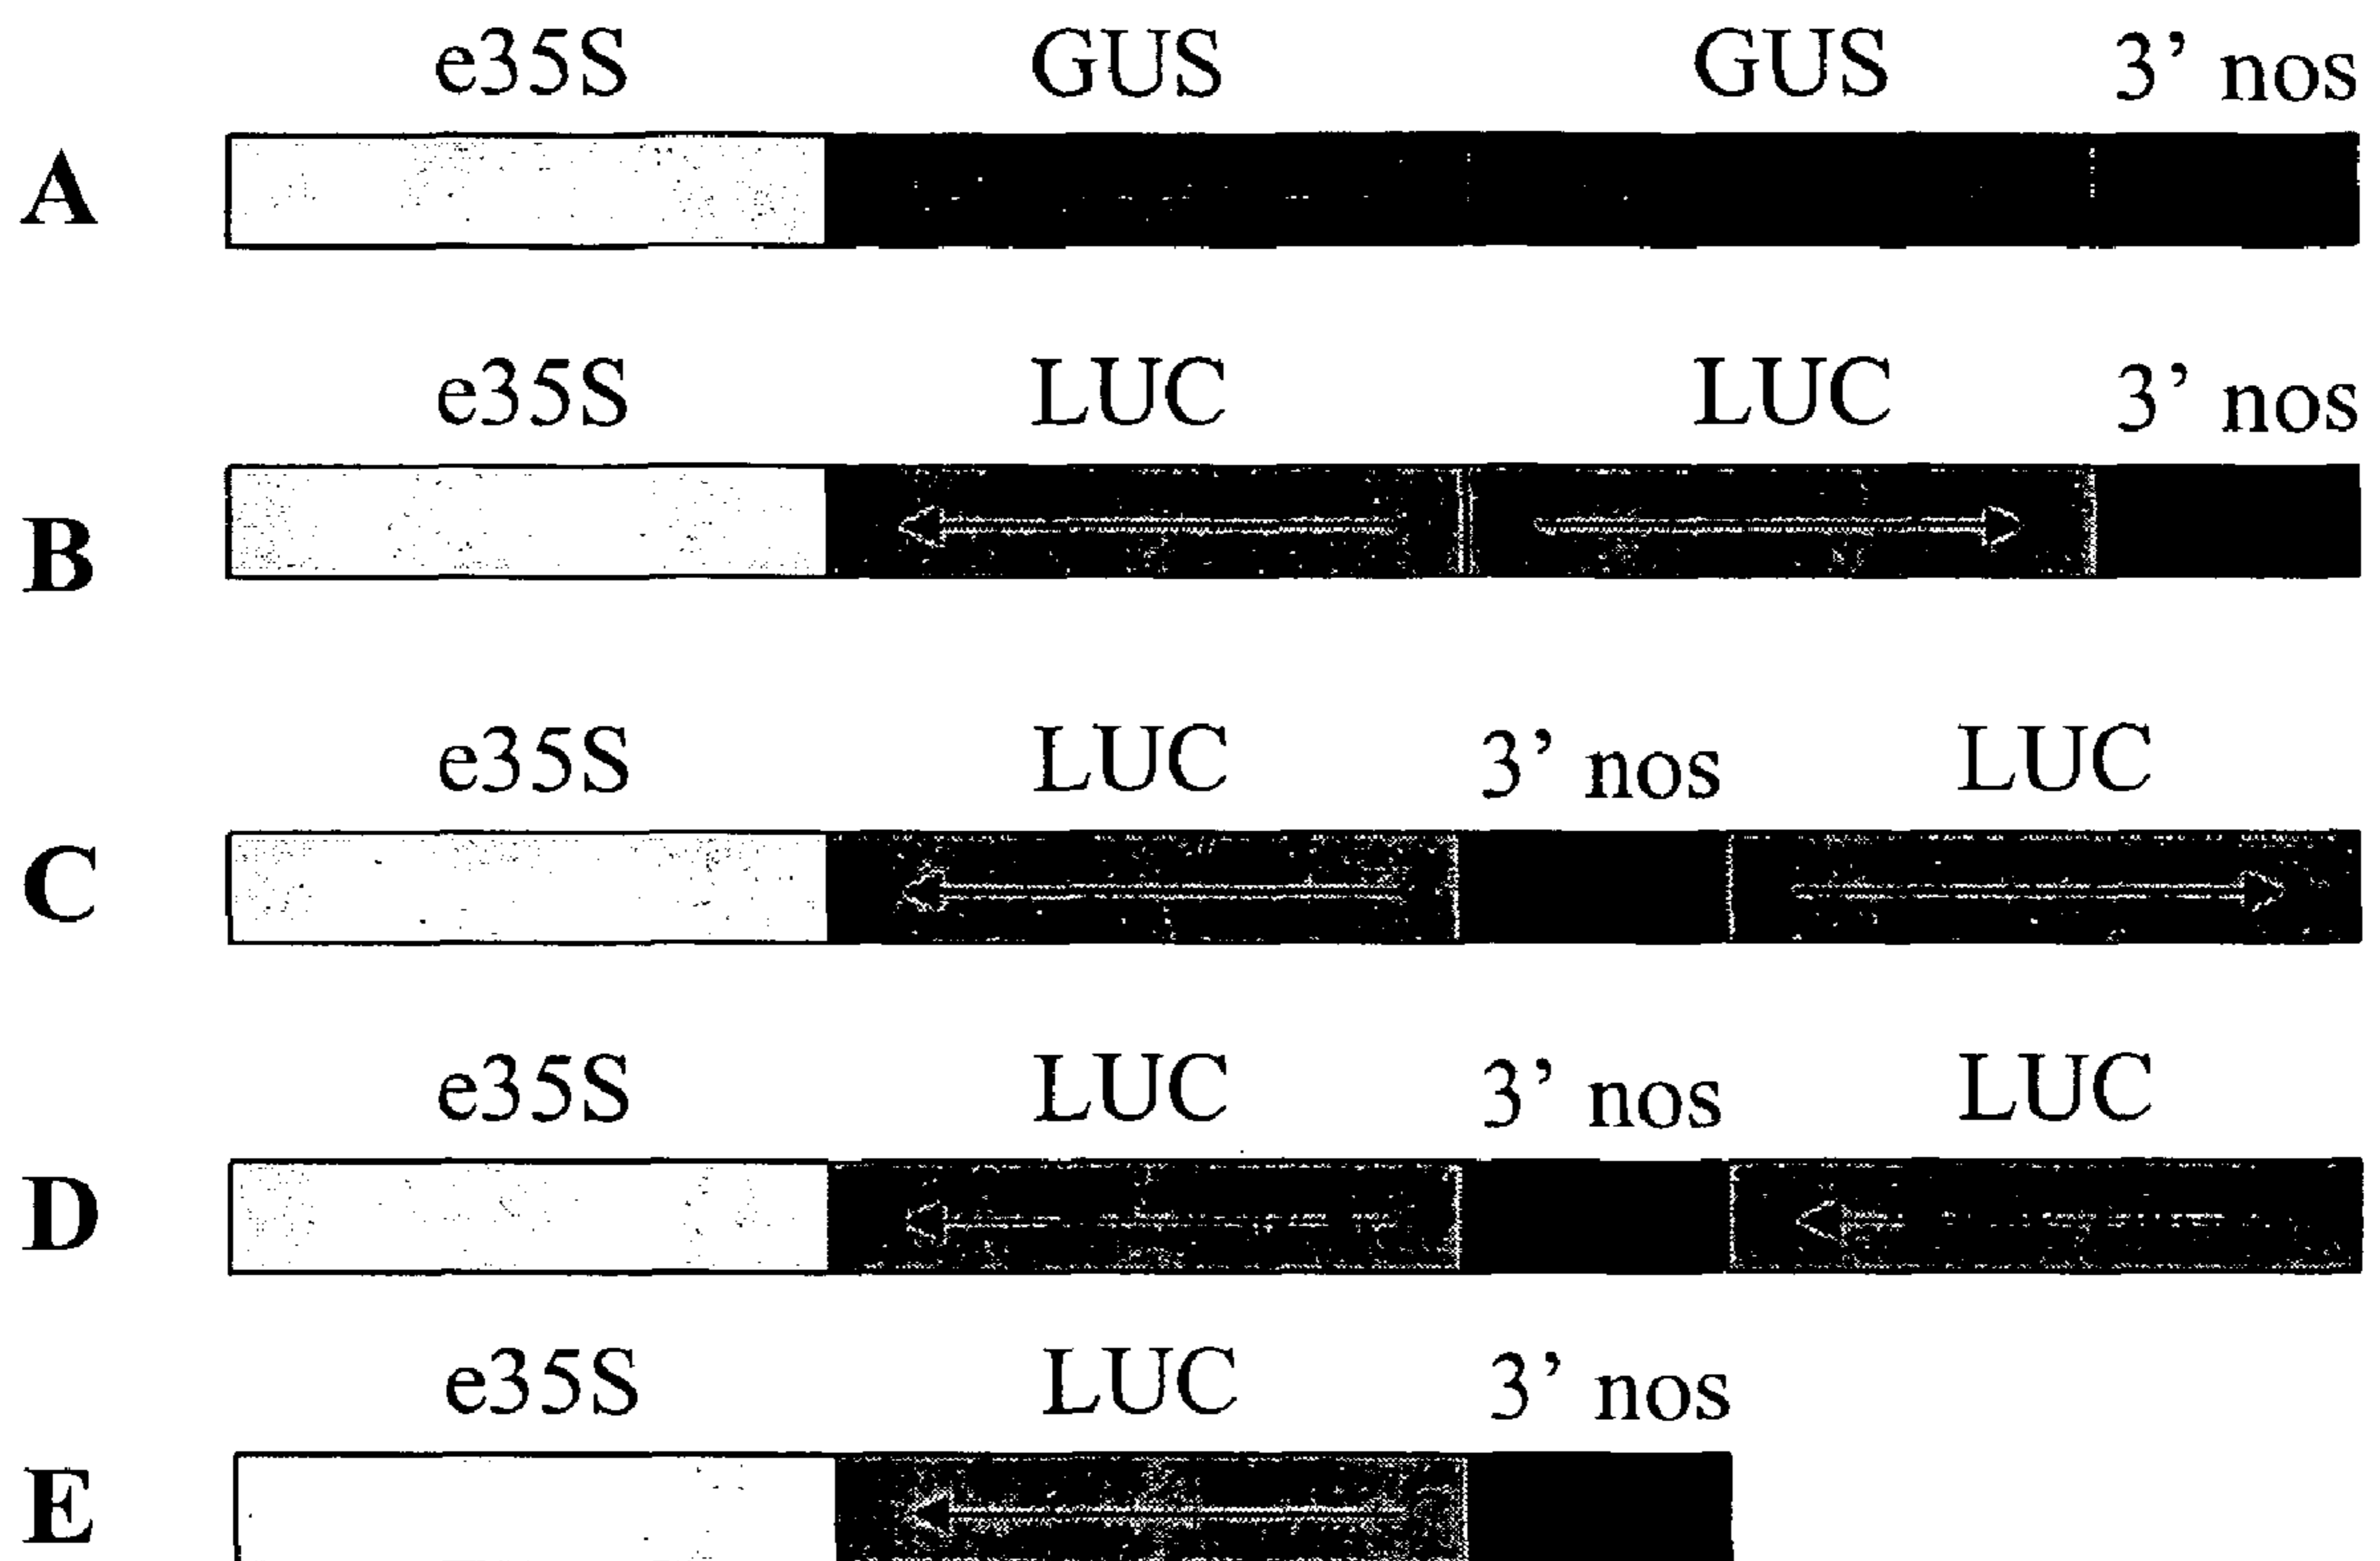 e35S GUS GUS 3’ nos
A
e35S LUC LUC 3’ nos
B
e35S LUC 3’ nos LUC
C
e35S LUC 3’ nos LUC
D
e35S LUC 3’ nos
E